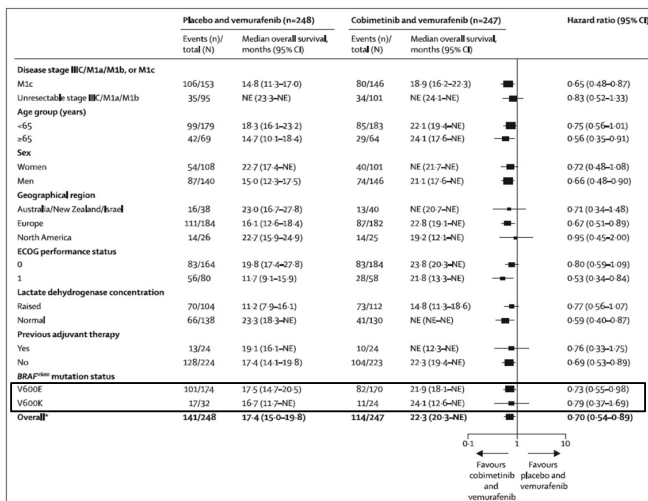 Placebo and vemurafenib (n=248) Cobimetinib and vemurafenib (n=247) Hazard ratio (95% CI)
Events (n)/ total (N) Median overall survival, months (95% CI) Events (n)/ total (N) Median overall survival, months (95% CI)
Disease stage IIIC/M1a/M1b, or M1c
M1c 106/153 14·8 (11·3–17·0) 80/146 18·9 (16·2–22·3) 0·65 (0·48–0·87)
Unresectable stage IIIC/M1a/M1b 35/95 NE (23·3–NE) 34/101 NE (24·1–NE) 0·83 (0·52–1·33)
Age group (years)
<65 99/179 18·3 (16·1–23·2) 85/183 22·1 (19·4–NE) 0·75 (0·56–1·01)
≥65 42/69 14·7 (10·1–18·4) 29/64 24·1 (17·6–NE) 0·56 (0·35–0·91)
Sex
Women 54/108 22·7 (17·4–NE) 40/101 NE (21·7–NE) 0·72 (0·48–1·08)
Men 87/140 15·0 (12·3–17·5) 74/146 21·1 (17·6–NE) 0·66 (0·48–0·90)
Geographical region
Australia/New Zealand/Israel 16/38 23·0 (16·7–27·8) 13/40 NE (20·7–NE) 0·71 (0·34–1·48)
Europe 111/184 16·1 (12·6–18·4) 87/182 22·8 (19·1–NE) 0·67 (0·51–0·89)
North America 14/26 22·7 (15·9–24·9) 14/25 19·2 (12·1–NE) 0·95 (0·45–2·00)
ECOG performance status
0 83/164 19·8 (17·4–27·8) 83/184 23·8 (20·3–NE) 0·80 (0·59–1·09)
1 56/80 11·7 (9·1–15·9) 28/58 21·8 (13·3–NE) 0·53 (0·34–0·84)
Lactate dehydrogenase concentration
Raised 70/104 11·2 (7·9–16·1) 73/112 14·8 (11·3–18·6) 0·77 (0·56–1·07)
Normal 66/138 23·3 (18·3–NE) 41/130 NE (NE–NE) 0·59 (0·40–0·87)
Previous adjuvant therapy
Yes 13/24 19·1 (16·1–NE) 10/24 NE (12·3–NE) 0·76 (0·33–1·75)
No 128/224 17·4 (14·1–19·8) 104/223 22·3 (19·4–NE) 0·69 (0·53–0·89)
BRAFV600 mutation status
V600E 101/174 17·5 (14·7–20·5) 82/170 21·9 (18·1–NE) 0·73 (0·55–0·98)
V600K 17/32 16·7 (11·7–NE) 11/24 24·1 (12·6–NE) 0·79 (0·37–1·69)
Overall* 141/248 17·4 (15·0–19·8) 114/247 22·3 (20·3–NE) 0·70 (0·54–0·89)
0·1 1 10
Favours cobimetinib and vemurafenib Favours placebo and vemurafenib